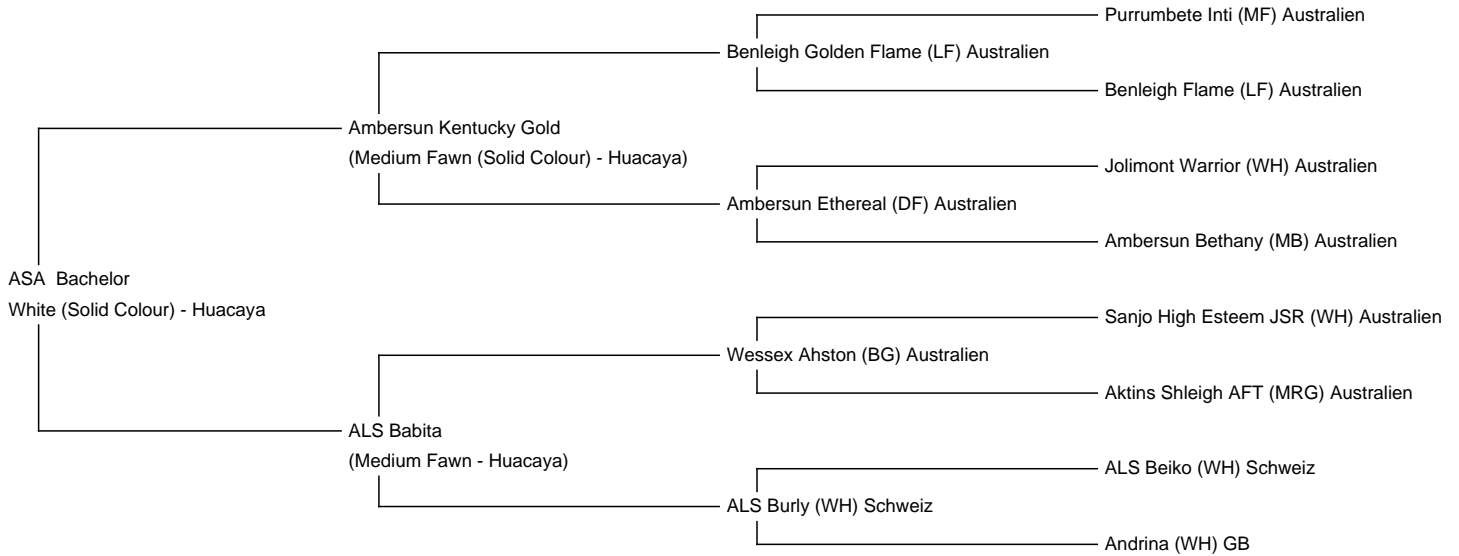 Purrumbete Inti (MF) Australien
Benleigh Golden Flame (LF) Australien
Benleigh Flame (LF) Australien
Ambersun Kentucky Gold
(Medium Fawn (Solid Colour) - Huacaya)
Jolimont Warrior (WH) Australien
Ambersun Ethereal (DF) Australien
Ambersun Bethany (MB) Australien
ASA  Bachelor
White (Solid Colour) - Huacaya
Sanjo High Esteem JSR (WH) Australien
Wessex Ahston (BG) Australien
Aktins Shleigh AFT (MRG) Australien
ALS Babita
(Medium Fawn - Huacaya)
ALS Beiko (WH) Schweiz
ALS Burly (WH) Schweiz
Andrina (WH) GB